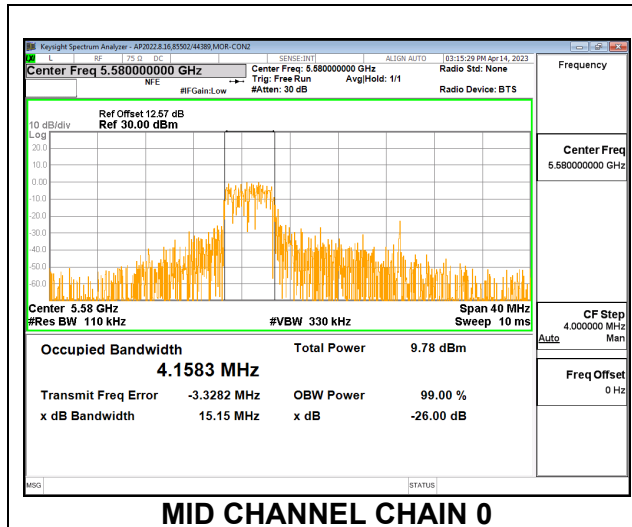 Keysight Spectrum Analyzer - AP2022.8.16,85502/44389,MOR-CON2
L RF 75 Ω DC SENSE:INT ALIGN AUTO 03:15:29 PM Apr 14, 2023
Center Freq 5.580000000 GHz
NFE
#IFGain:Low
Center Freq: 5.580000000 GHz
Trig: Free Run Avg|Hold: 1/1
#Atten: 30 dB
Radio Std: None
Radio Device: BTS
Frequency
Ref Offset 12.57 dB
10 dB/div Ref 30.00 dBm
Log
20.0
10.0
0.00
-10.0
-20.0
-30.0
-40.0
-50.0
-60.0
Center Freq
5.580000000 GHz
Center 5.58 GHz Span 40 MHz
#Res BW 110 kHz #VBW 330 kHz Sweep 10 ms
CF Step
4.000000 MHz
Auto Man
Freq Offset
0 Hz
Occupied Bandwidth Total Power 9.78 dBm
4.1583 MHz
Transmit Freq Error -3.3282 MHz OBW Power 99.00 %
x dB Bandwidth 15.15 MHz x dB -26.00 dB
MSG STATUS
MID CHANNEL CHAIN 0